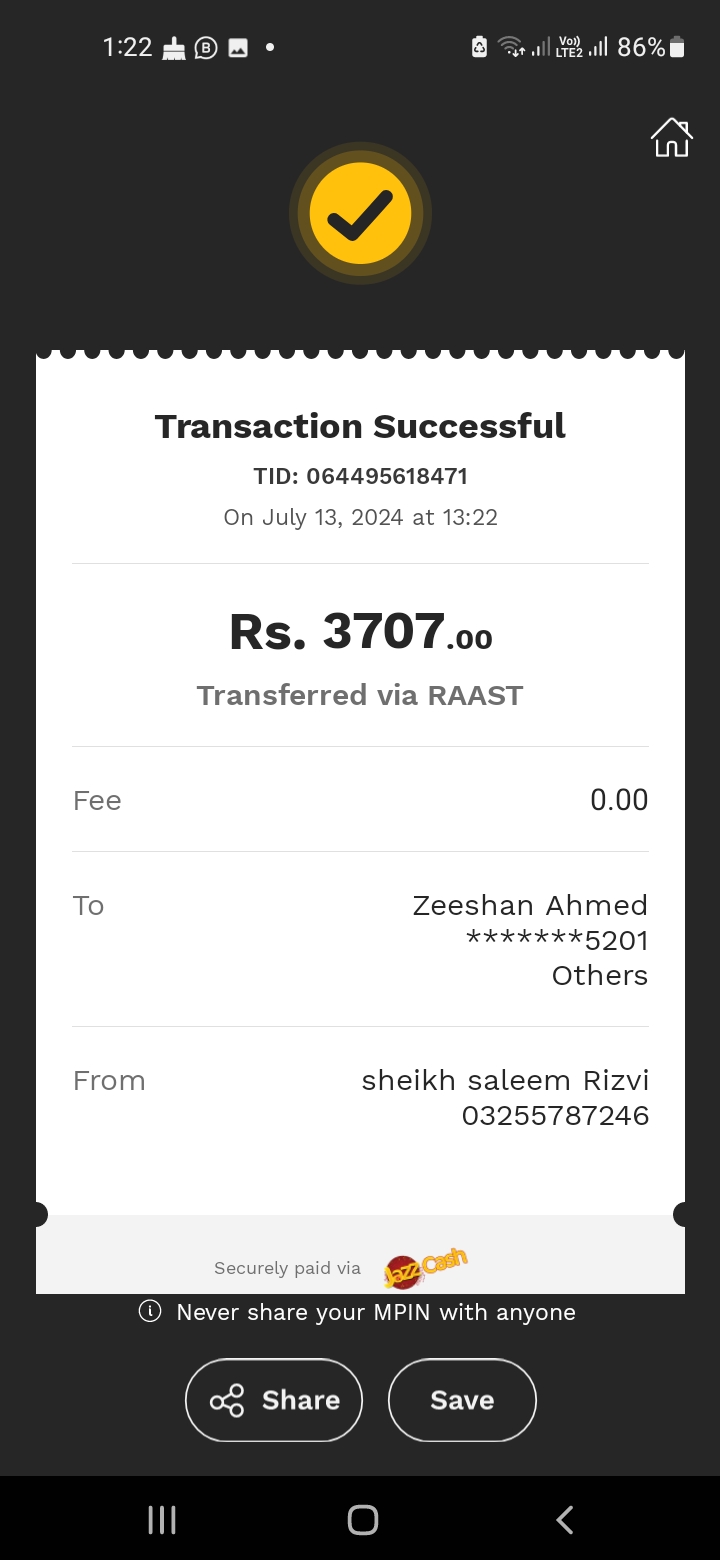 1:22
Vo)) LTE2
86%
Transaction Successful
TID: 064495618471
On July 13, 2024 at 13:22
Rs. 3707.00
Transferred via RAAST
Fee 0.00
To Zeeshan Ahmed
*******5201
Others
From sheikh saleem Rizvi
03255787246
Securely paid via JazzCash
Never share your MPIN with anyone
Share Save